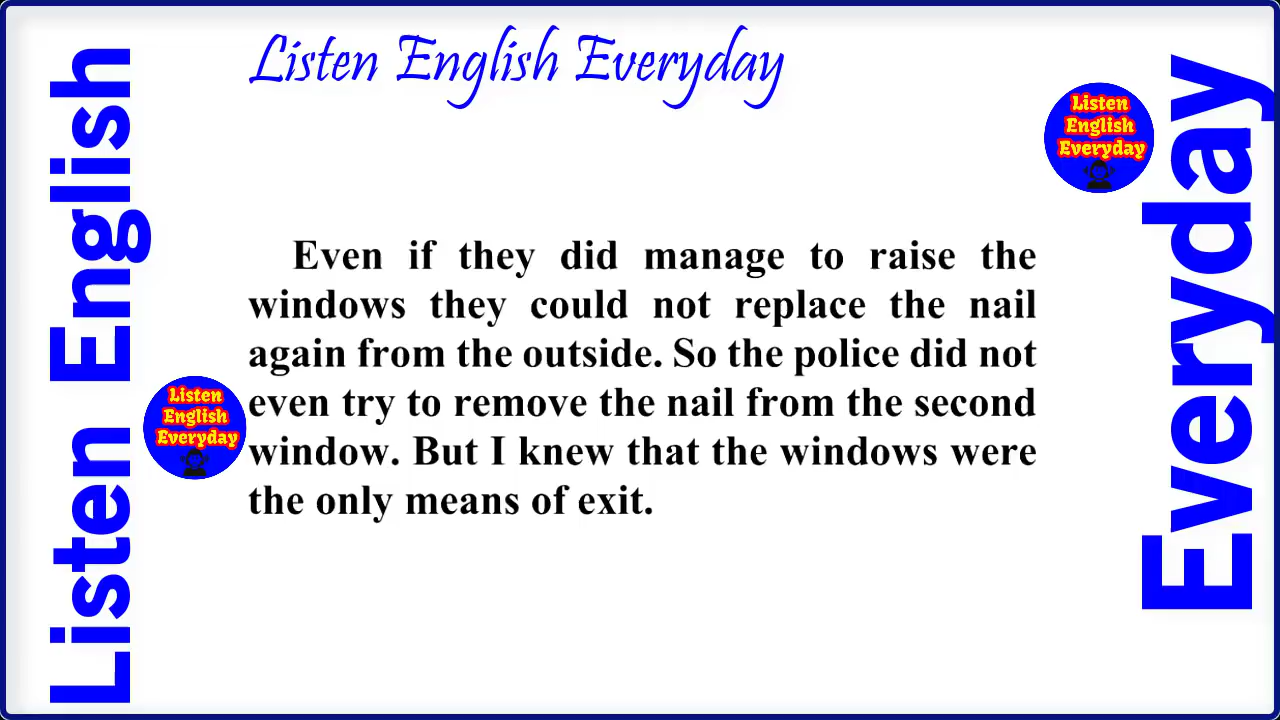 Listen English Everyday
Listen English
Everyday
Listen
English
Everyday
Even if they did manage to raise the
windows they could not replace the nail
again from the outside. So the police did not
even try to remove the nail from the second
window. But I knew that the windows were
the only means of exit.
Listen
English
Everyday